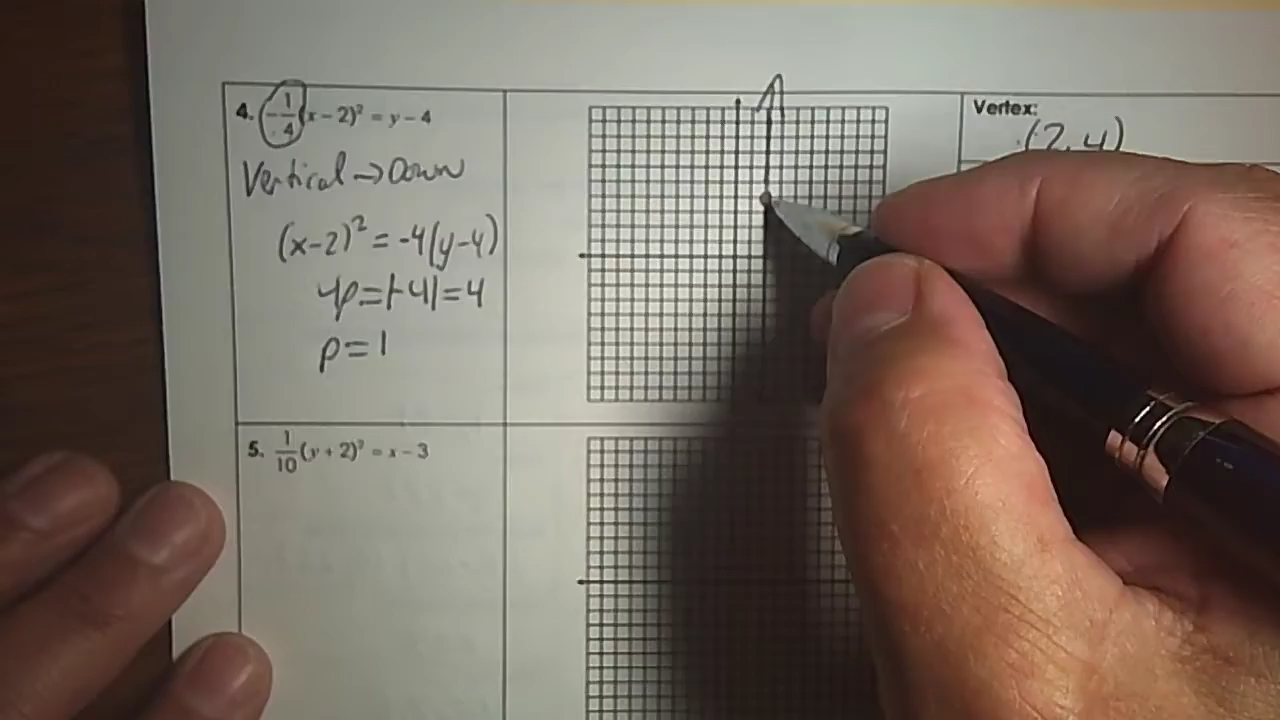 4. -1/4(x-2)² = y-4
Vertical → Down
(x-2)² = -4(y-4)
4p = |-4| = 4
p = 1
Vertex:
(2,4)
5. 1/10(y+2)² = x-3